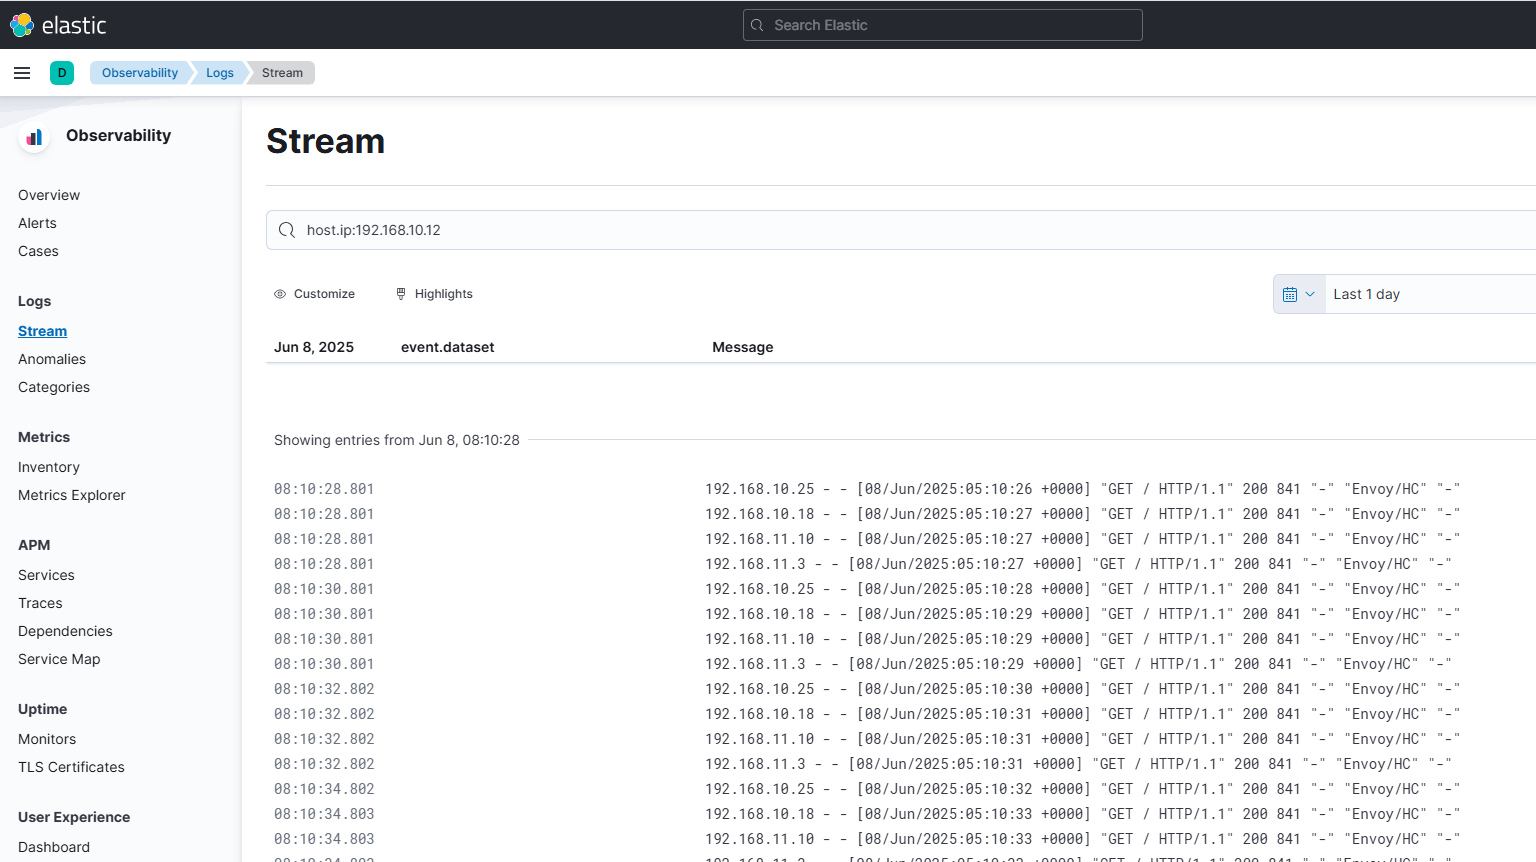 elastic
Search Elastic
D
Observability
Logs
Stream
Observability
Overview
Alerts
Cases
Logs
Stream
Anomalies
Categories
Metrics
Inventory
Metrics Explorer
APM
Services
Traces
Dependencies
Service Map
Uptime
Monitors
TLS Certificates
User Experience
Dashboard
Stream
host.ip:192.168.10.12
Customize
Highlights
Last 1 day
Jun 8, 2025 event.dataset Message
Showing entries from Jun 8, 08:10:28
08:10:28.801 192.168.10.25 - - [08/Jun/2025:05:10:26 +0000] "GET / HTTP/1.1" 200 841 "-" "Envoy/HC" "-"
08:10:28.801 192.168.10.18 - - [08/Jun/2025:05:10:27 +0000] "GET / HTTP/1.1" 200 841 "-" "Envoy/HC" "-"
08:10:28.801 192.168.11.10 - - [08/Jun/2025:05:10:27 +0000] "GET / HTTP/1.1" 200 841 "-" "Envoy/HC" "-"
08:10:28.801 192.168.11.3 - - [08/Jun/2025:05:10:27 +0000] "GET / HTTP/1.1" 200 841 "-" "Envoy/HC" "-"
08:10:30.801 192.168.10.25 - - [08/Jun/2025:05:10:28 +0000] "GET / HTTP/1.1" 200 841 "-" "Envoy/HC" "-"
08:10:30.801 192.168.10.18 - - [08/Jun/2025:05:10:29 +0000] "GET / HTTP/1.1" 200 841 "-" "Envoy/HC" "-"
08:10:30.801 192.168.11.10 - - [08/Jun/2025:05:10:29 +0000] "GET / HTTP/1.1" 200 841 "-" "Envoy/HC" "-"
08:10:30.801 192.168.11.3 - - [08/Jun/2025:05:10:29 +0000] "GET / HTTP/1.1" 200 841 "-" "Envoy/HC" "-"
08:10:32.802 192.168.10.25 - - [08/Jun/2025:05:10:30 +0000] "GET / HTTP/1.1" 200 841 "-" "Envoy/HC" "-"
08:10:32.802 192.168.10.18 - - [08/Jun/2025:05:10:31 +0000] "GET / HTTP/1.1" 200 841 "-" "Envoy/HC" "-"
08:10:32.802 192.168.11.10 - - [08/Jun/2025:05:10:31 +0000] "GET / HTTP/1.1" 200 841 "-" "Envoy/HC" "-"
08:10:32.802 192.168.11.3 - - [08/Jun/2025:05:10:31 +0000] "GET / HTTP/1.1" 200 841 "-" "Envoy/HC" "-"
08:10:34.802 192.168.10.25 - - [08/Jun/2025:05:10:32 +0000] "GET / HTTP/1.1" 200 841 "-" "Envoy/HC" "-"
08:10:34.803 192.168.10.18 - - [08/Jun/2025:05:10:33 +0000] "GET / HTTP/1.1" 200 841 "-" "Envoy/HC" "-"
08:10:34.803 192.168.11.10 - - [08/Jun/2025:05:10:33 +0000] "GET / HTTP/1.1" 200 841 "-" "Envoy/HC" "-"